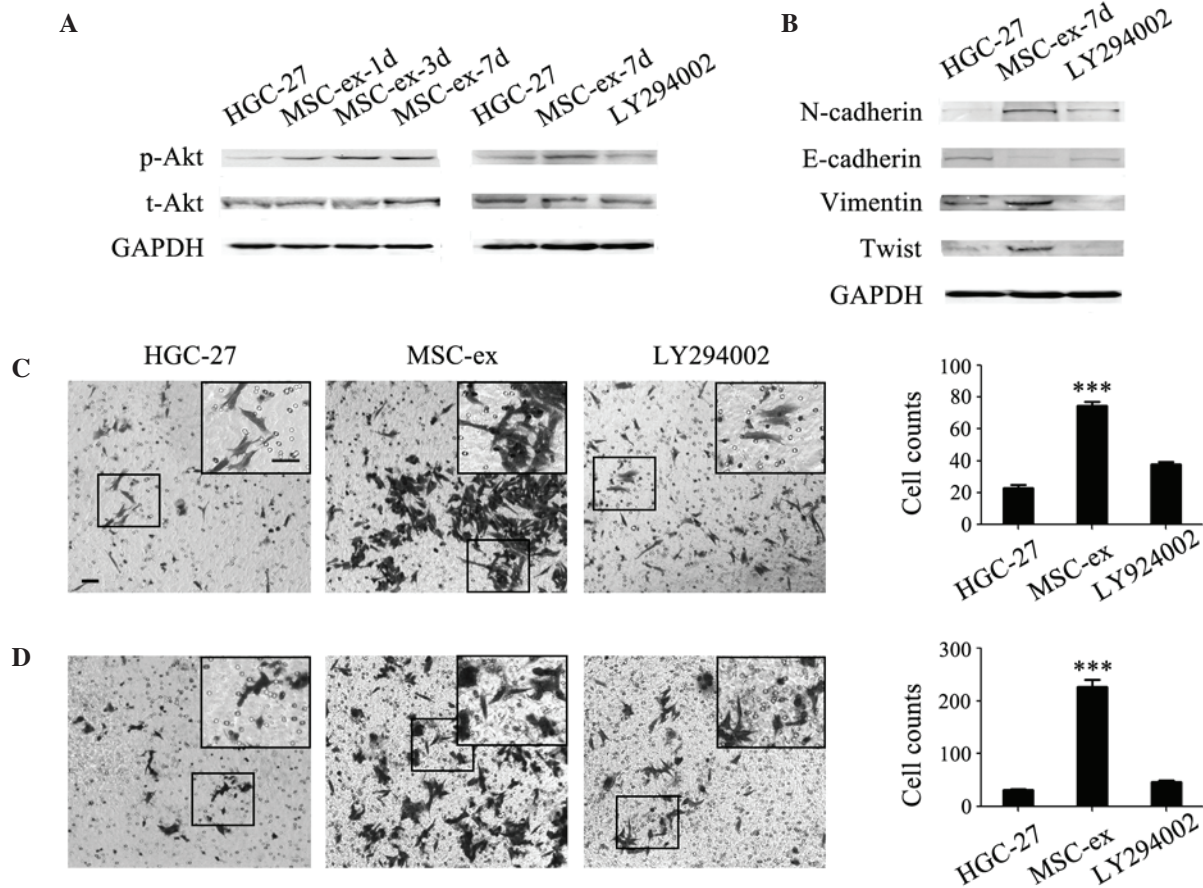 A
HGC-27
MSC-ex-1d
MSC-ex-3d
MSC-ex-7d
HGC-27
MSC-ex-7d
LY294002
p-Akt
t-Akt
GAPDH
B
HGC-27
MSC-ex-7d
LY294002
N-cadherin
E-cadherin
Vimentin
Twist
GAPDH
C
HGC-27
MSC-ex
LY294002
Cell counts
100
80
60
40
20
0
***
HGC-27
MSC-ex
LY924002
D
Cell counts
300
200
100
0
***
HGC-27
MSC-ex
LY294002